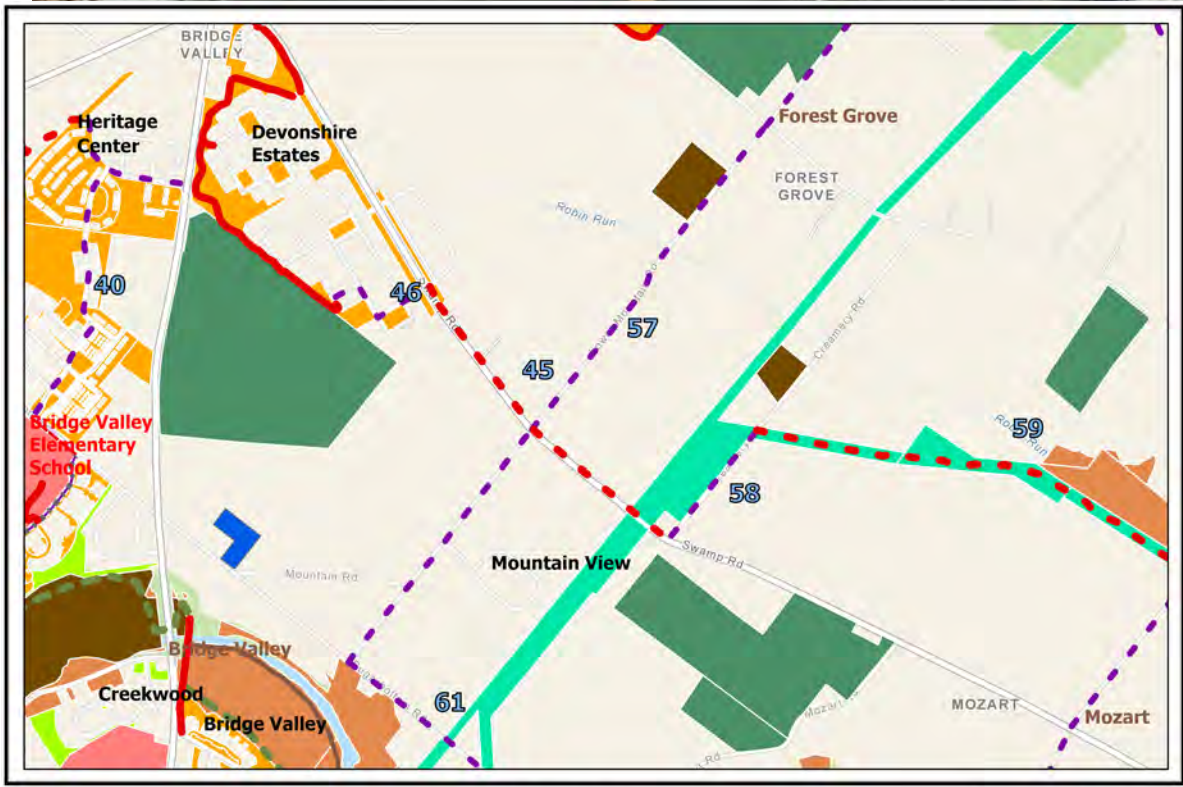 BRIDGE
VALLEY
Heritage
Center
Devonshire
Estates
Forest Grove
FOREST
GROVE
Robin Run
40
46
57
45
Creamery Rd
Bridge Valley
Elementary
School
59
58
Mountain View
Swamp Rd
Mountain Rd
Bridge Valley
Creekwood
Bridge Valley
61
MOZART
Mozart
Mozart